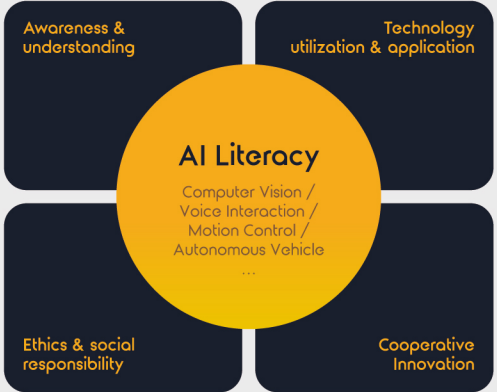 Awareness &
understanding
Technology
utilization & application
AI Literacy
Computer Vision /
Voice Interaction /
Motion Control /
Autonomous Vehicle
...
Ethics & social
responsibility
Cooperative
Innovation